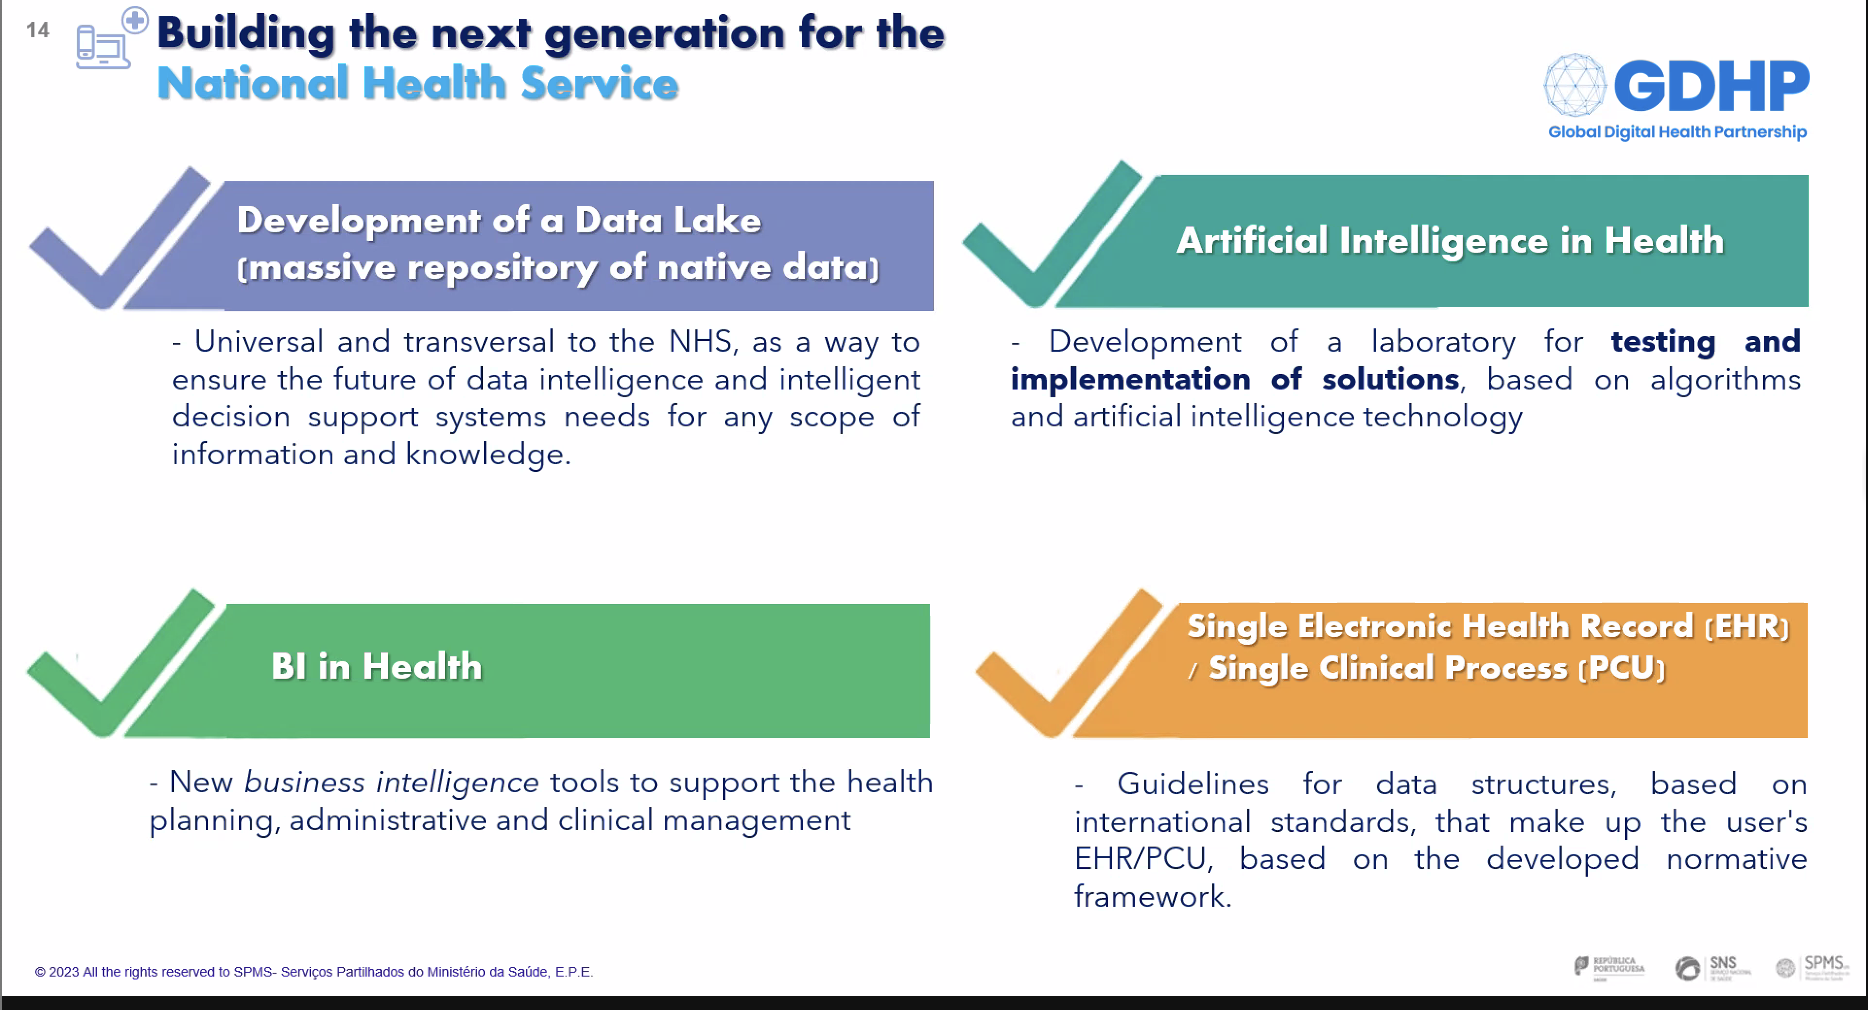 14
Building the next generation for the
National Health Service
GDHP
Global Digital Health Partnership
Development of a Data Lake
(massive repository of native data)
- Universal and transversal to the NHS, as a way to
ensure the future of data intelligence and intelligent
decision support systems needs for any scope of
information and knowledge.
Artificial Intelligence in Health
- Development of a laboratory for testing and
implementation of solutions, based on algorithms
and artificial intelligence technology
BI in Health
- New business intelligence tools to support the health
planning, administrative and clinical management
Single Electronic Health Record (EHR)
/ Single Clinical Process (PCU)
- Guidelines for data structures, based on
international standards, that make up the user's
EHR/PCU, based on the developed normative
framework.
© 2023 All the rights reserved to SPMS- Serviços Partilhados do Ministério da Saúde, E.P.E.
REPÚBLICA
PORTUGUESA
SNS
SERVIÇO NACIONAL
DE SAÚDE
SPMS